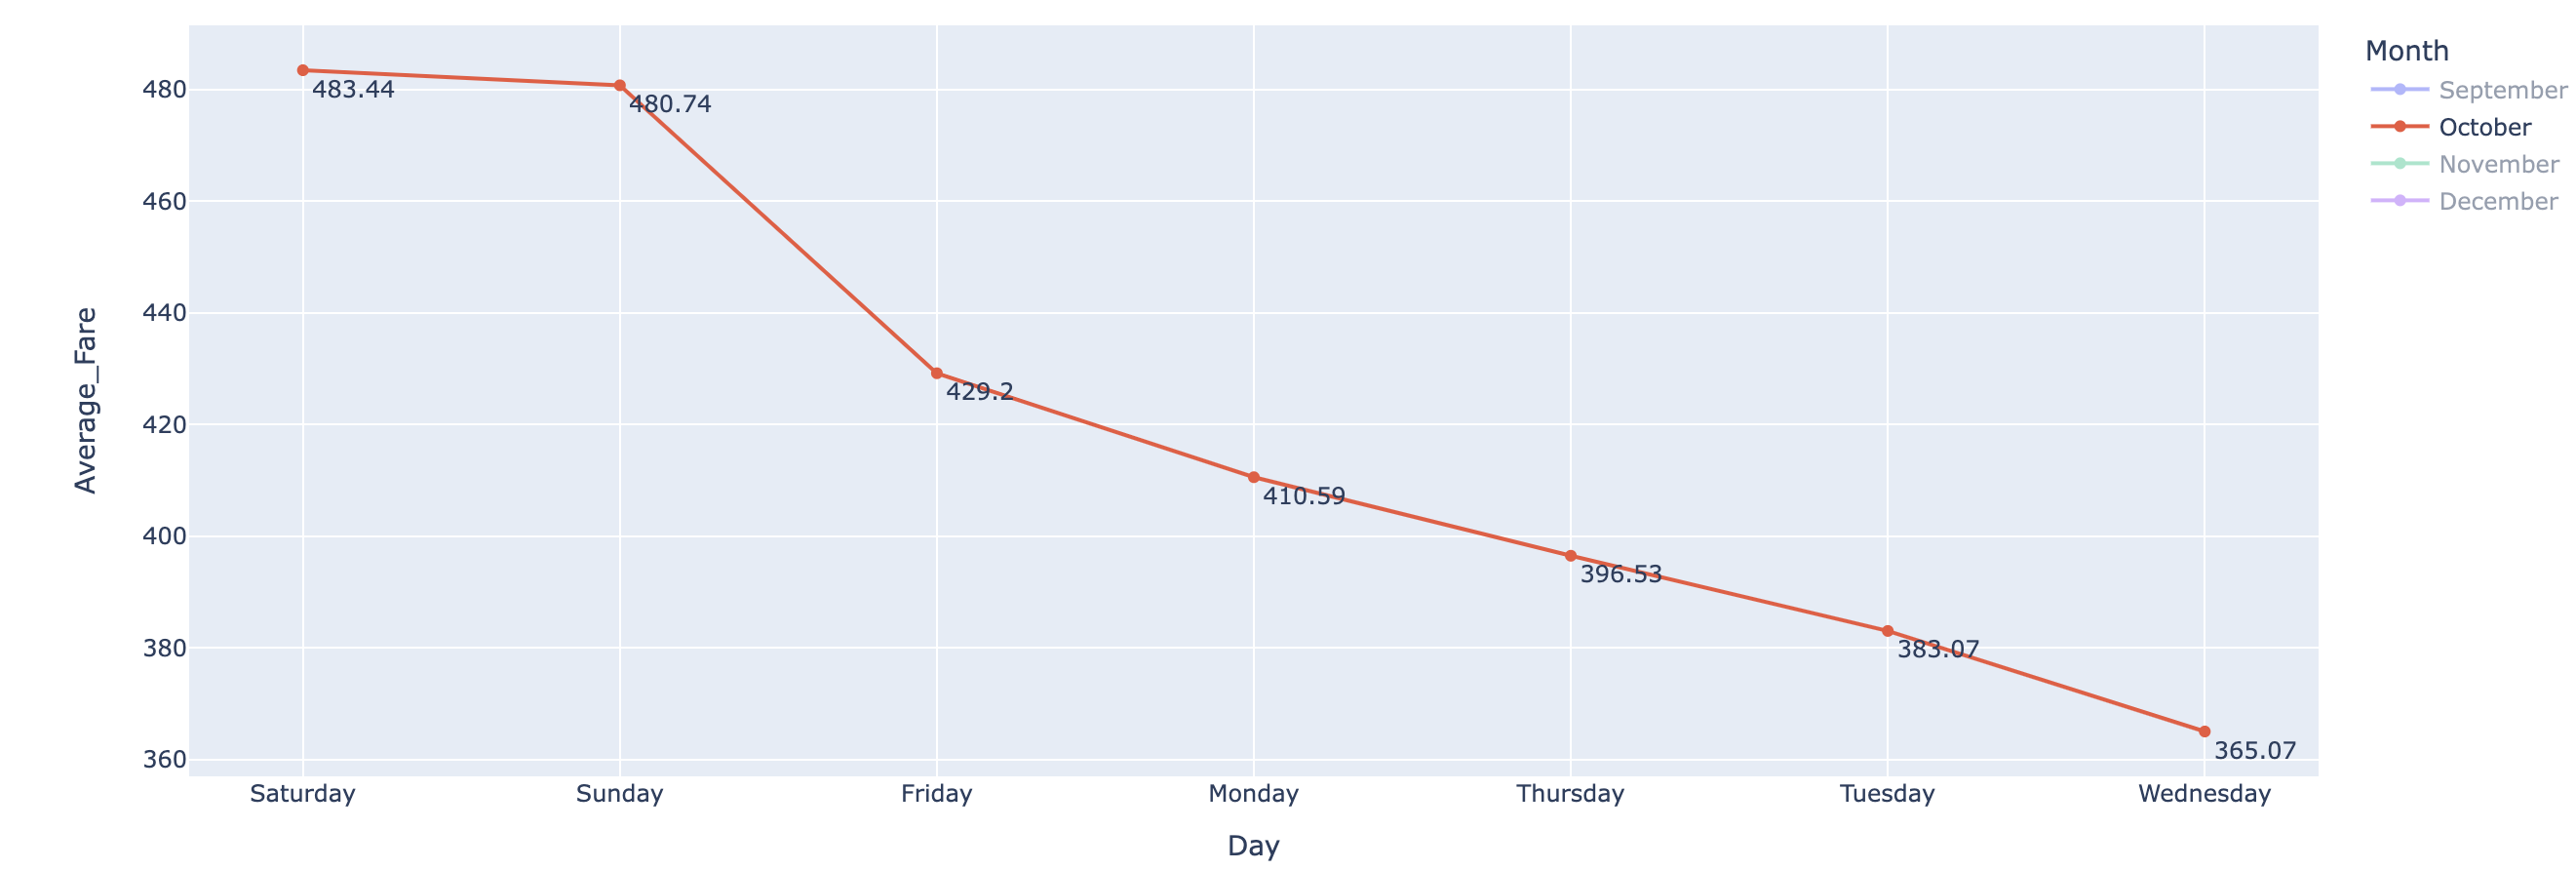 Month
September
October
November
December
Average_Fare
480
460
440
420
400
380
360
483.44
480.74
429.2
410.59
396.53
383.07
365.07
Saturday Sunday Friday Monday Thursday Tuesday Wednesday
Day